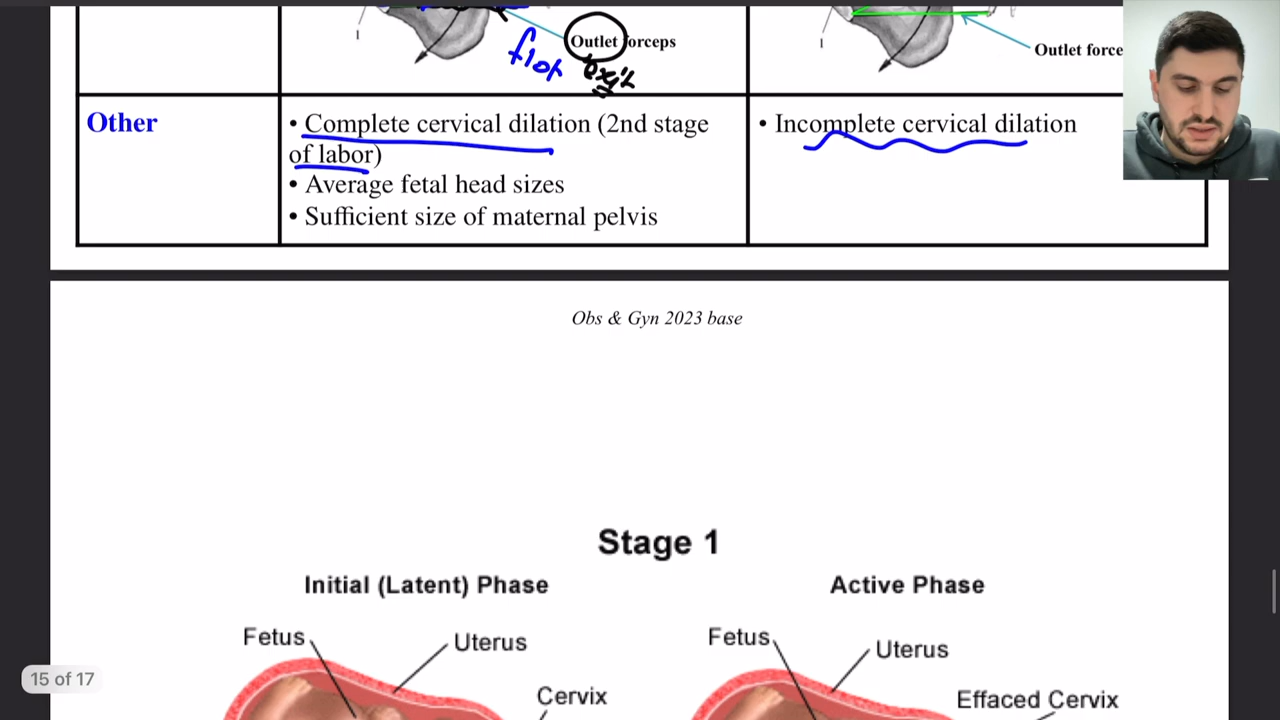 Outlet forceps
flor
exit
Outlet force
Other
• Complete cervical dilation (2nd stage
of labor)
• Average fetal head sizes
• Sufficient size of maternal pelvis
• Incomplete cervical dilation
Obs & Gyn 2023 base
Stage 1
Initial (Latent) Phase
Active Phase
Fetus
Uterus
Cervix
Fetus
Uterus
Effaced Cervix
15 of 17